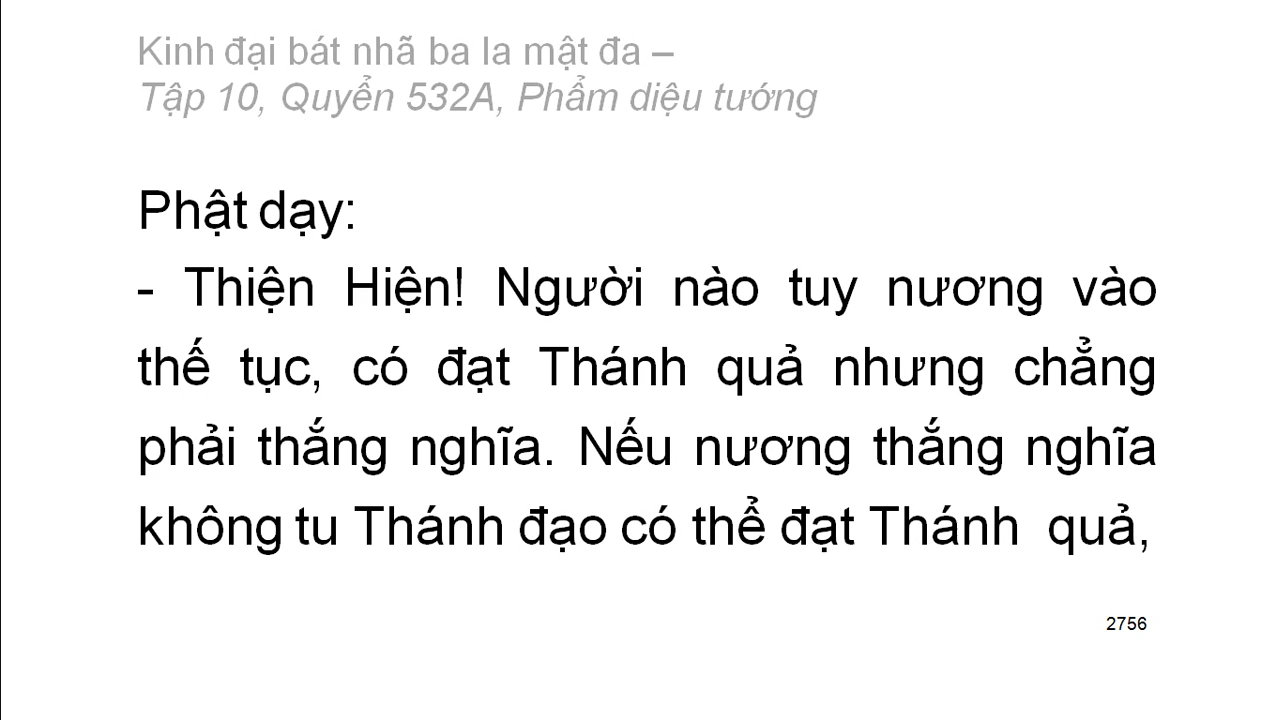 Kinh đại bát nhã ba la mật đa –
Tập 10, Quyển 532A, Phẩm diệu tướng
Phật dạy:
- Thiện Hiện! Người nào tuy nương vào
thế tục, có đạt Thánh quả nhưng chẳng
phải thắng nghĩa. Nếu nương thắng nghĩa
không tu Thánh đạo có thể đạt Thánh quả,
2756